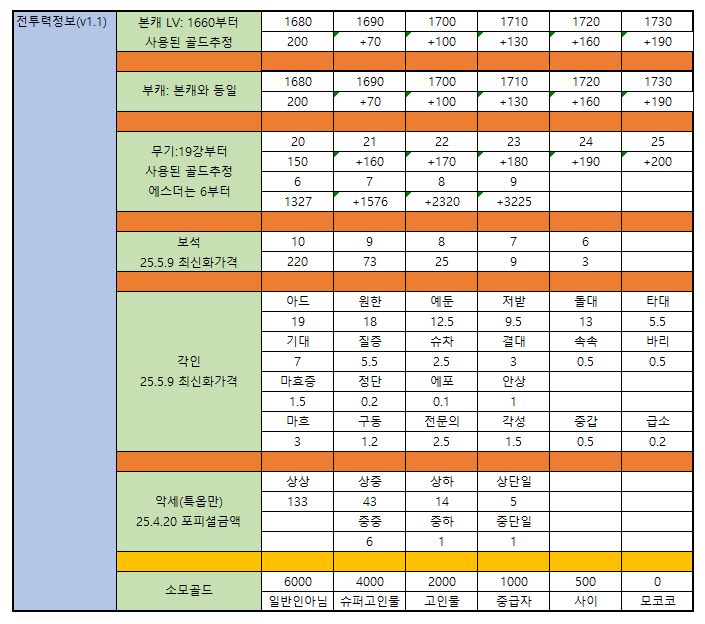 전투력정보(v1.1) 본캐 LV: 1660부터 1680 1690 1700 1710 1720 1730
사용된 골드추정 200 +70 +100 +130 +160 +190
부캐: 본캐와 동일 1680 1690 1700 1710 1720 1730
200 +70 +100 +130 +160 +190
20 21 22 23 24 25
무기:19강부터 150 +160 +170 +180 +190 +200
사용된 골드추정 6 7 8 9
에스더는 6부터 1327 +1576 +2320 +3225
보석 10 9 8 7 6
25.5.9 최신화가격 220 73 25 9 3
아드 원한 예둔 저받 돌대 타대
19 18 12.5 9.5 13 5.5
기대 질증 슈차 결대 속속 바리
각인 7 5.5 2.5 3 0.5 0.5
25.5.9 최신화가격 마효증 정단 에포 안상
1.5 0.2 0.1 1
마흐 구동 전문의 각성 중갑 급소
3 1.2 2.5 1.5 0.5 0.2
상상 상중 상하 상단일
악세(특옵만) 133 43 14 5
25.4.20 포피셜금액 중중 중하 중단일
6 1 1
소모골드 6000 4000 2000 1000 500 0
일반인아님 슈퍼고인물 고인물 중급자 사이 모코코